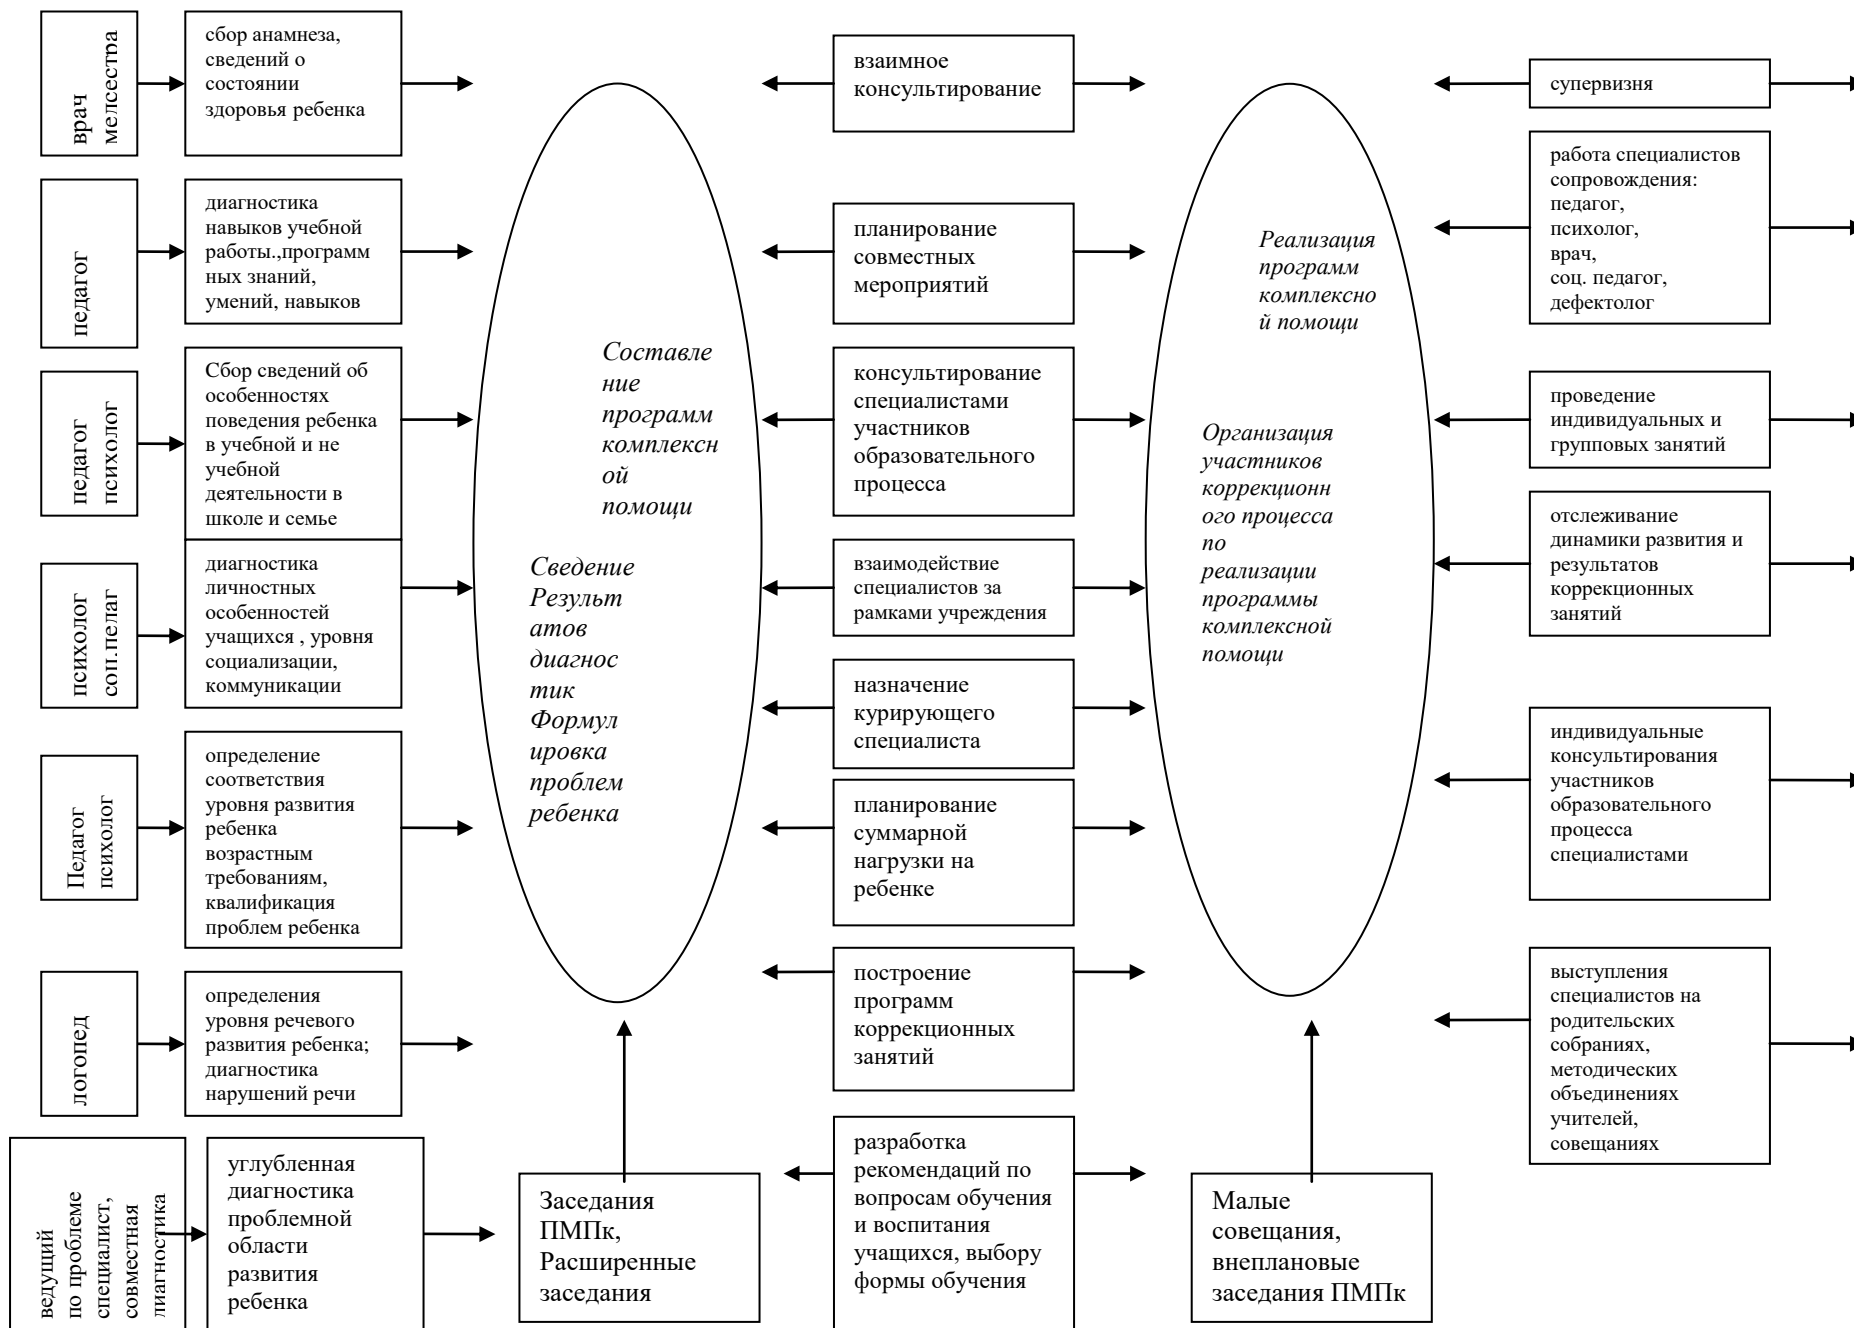 врач
мелсестра
сбор анамнеза,
сведений о
состоянии
здоровья ребенка
педагог
диагностика
навыков учебной
работы.,программ
ных знаний,
умений, навыков
педагог
психолог
Сбор сведений об
особенностях
поведения ребенка
в учебной и не
учебной
деятельности в
школе и семье
психолог
соп.пелаг
диагностика
личностных
особенностей
учащихся , уровня
социализации,
коммуникации
Педагог
психолог
определение
соответствия
уровня развития
ребенка
возрастным
требованиям,
квалификация
проблем ребенка
логопед
определения
уровня речевого
развития ребенка;
диагностика
нарушений речи
ведущий
по проблеме
специалист,
совместная
лиагностика
углубленная
диагностика
проблемной
области
развития
ребенка
Составле
ние
программ
комплексн
ой
помощи
Сведение
Результ
атов
диагнос
тик
Формул
ировка
проблем
ребенка
Заседания
ПМПк,
Расширенные
заседания
взаимное
консультирование
планирование
совместных
мероприятий
консультирование
специалистами
участников
образовательного
процесса
взаимодействие
специалистов за
рамками учреждения
назначение
курирующего
специалиста
планирование
суммарной
нагрузки на
ребенке
построение
программ
коррекционных
занятий
разработка
рекомендаций по
вопросам обучения
и воспитания
учащихся, выбору
формы обучения
Реализация
программ
комплексно
й помощи
Организация
участников
коррекционн
ого процесса
по
реализации
программы
комплексной
помощи
Малые
совещания,
внеплановые
заседания ПМПк
супервизня
работа специалистов
сопровождения:
педагог,
психолог,
врач,
соц. педагог,
дефектолог
проведение
индивидуальных и
групповых занятий
отслеживание
динамики развития и
результатов
коррекционных
занятий
индивидуальные
консультирования
участников
образовательного
процесса
специалистами
выступления
специалистов на
родительских
собраниях,
методических
объединениях
учителей,
совещаниях